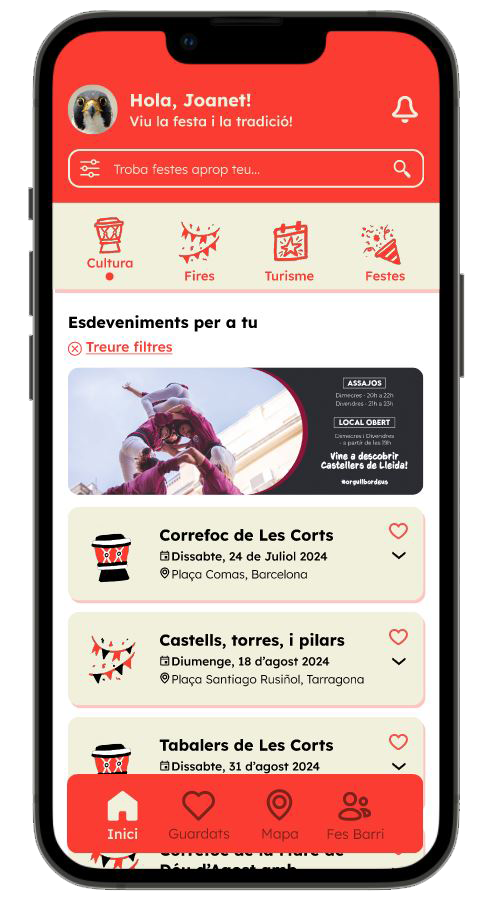 Hola, Joanet!
Viu la festa i la tradició!
Troba festes aprop teu...
Cultura
Fires
Turisme
Festes
Esdeveniments per a tu
Treure filtres
ASSAJOS
Dimecres · 20h a 22h
Divendres · 21h a 23h
LOCAL OBERT
Dimecres i Divendres
· a partir de les 19h
Vine a descobrir
Castellers de Lleida!
#orgullbordeus
Correfoc de Les Corts
Dissabte, 24 de Juliol 2024
Plaça Comas, Barcelona
Castells, torres, i pilars
Diumenge, 18 d’agost 2024
Plaça Santiago Rusiñol, Tarragona
Tabalers de Les Corts
Dissabte, 31 d’agost 2024
Inici
Guardats
Mapa
Fes Barri